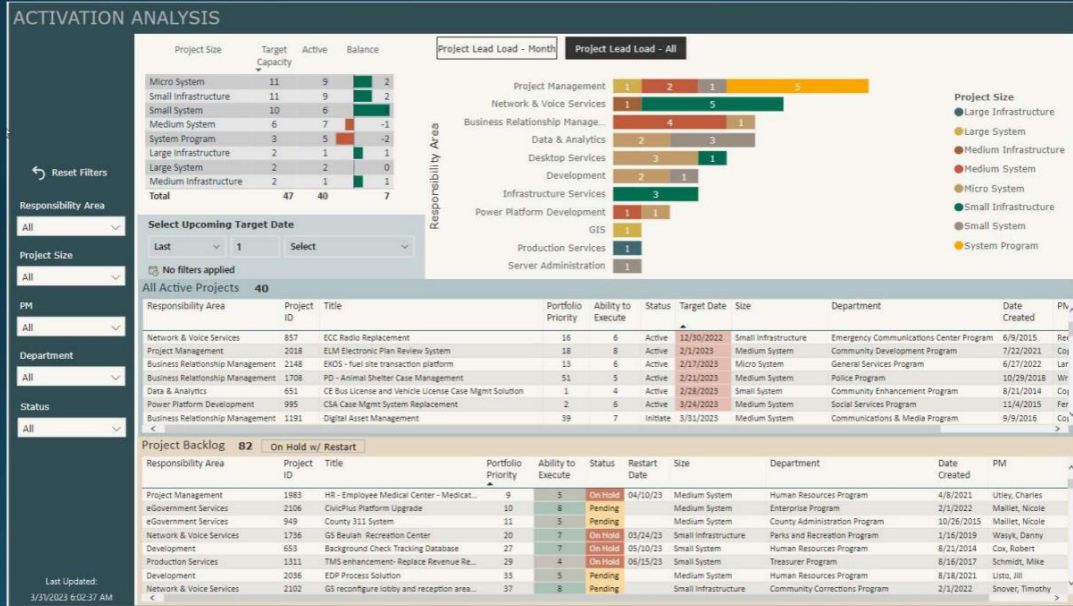 ACTIVATION ANALYSIS
Reset Filters
Responsibility Area
All
Project Size
All
PM
All
Department
All
Status
All
Last Updated:
3/31/2023 6:02:37 AM
Project Size Target Capacity Active Balance
Micro System 11 9 2
Small Infrastructure 11 9 2
Small System 10 6
Medium System 6 7 -1
System Program 3 5 -2
Large Infrastructure 2 1 1
Large System 2 2 0
Medium Infrastructure 2 1 1
Total 47 40 7
Select Upcoming Target Date
Last 1 Select
No filters applied
Project Lead Load - Month Project Lead Load - All
Responsibility Area
Project Management 1 2 1 5
Network & Voice Services 1 5
Business Relationship Manage... 4 1
Data & Analytics 2 3
Desktop Services 3 1
Development 2 1
Infrastructure Services 3
Power Platform Development 1 1
GIS 1
Production Services 1
Server Administration 1
Project Size
Large Infrastructure
Large System
Medium Infrastructure
Medium System
Micro System
Small Infrastructure
Small System
System Program
All Active Projects 40
Responsibility Area Project ID Title Portfolio Priority Ability to Execute Status Target Date Size Department Date Created PM
Network & Voice Services 857 ECC Radio Replacement 16 6 Active 12/30/2022 Small Infrastructure Emergency Communications Center Program 6/9/2015
Project Management 2018 ELM Electronic Plan Review System 18 8 Active 2/1/2023 Medium System Community Development Program 7/22/2021
Business Relationship Management 2148 EKOS - fuel site transaction platform 13 6 Active 2/17/2023 Micro System General Services Program 6/27/2022 Lar
Business Relationship Management 1708 PD - Animal Shelter Case Management 51 5 Active 2/21/2023 Medium System Police Program 10/29/2018
Data & Analytics 651 CE Bus License and Vehicle License Case Mgmt Solution 1 4 Active 2/28/2023 Small System Community Enhancement Program 8/21/2014
Power Platform Development 995 CSA Case Mgmt System Replacement 2 6 Active 3/24/2023 Medium System Social Services Program 11/4/2015 Fer
Business Relationship Management 1191 Digital Asset Management 39 7 Initiate 3/31/2023 Medium System Communications & Media Program 9/9/2016
Project Backlog 82 On Hold w/ Restart
Responsibility Area Project ID Title Portfolio Priority Ability to Execute Status Restart Date Size Department Date Created PM
Project Management 1983 HR - Employee Medical Center - Medicat... 9 5 On Hold 04/10/23 Medium System Human Resources Program 4/8/2021 Utley, Charles
eGovernment Services 2106 CivicPlus Platform Upgrade 10 8 Pending Medium System Enterprise Program 2/1/2022 Maillet, Nicole
eGovernment Services 949 County 311 System 11 5 Pending Medium System County Administration Program 10/26/2015 Maillet, Nicole
Network & Voice Services 1736 GS Beulah Recreation Center 20 7 On Hold 03/24/23 Small Infrastructure Parks and Recreation Program 1/16/2019 Wasyk, Danny
Development 653 Background Check Tracking Database 27 7 On Hold 05/10/23 Small System Human Resources Program 8/21/2014 Cox, Robert
Production Services 1311 TMS enhancement- Replace Revenue Re... 29 4 On Hold 06/15/23 Small System Treasurer Program 8/16/2017 Schmidt, Mike
Development 2036 EDP Process Solution 33 5 Pending Medium System Human Resources Program 8/18/2021 Listo, Jill
Network & Voice Services 2102 GS reconfigure lobby and reception area... 37 8 Pending Small Infrastructure Community Corrections Program 2/1/2022 Snover, Timothy